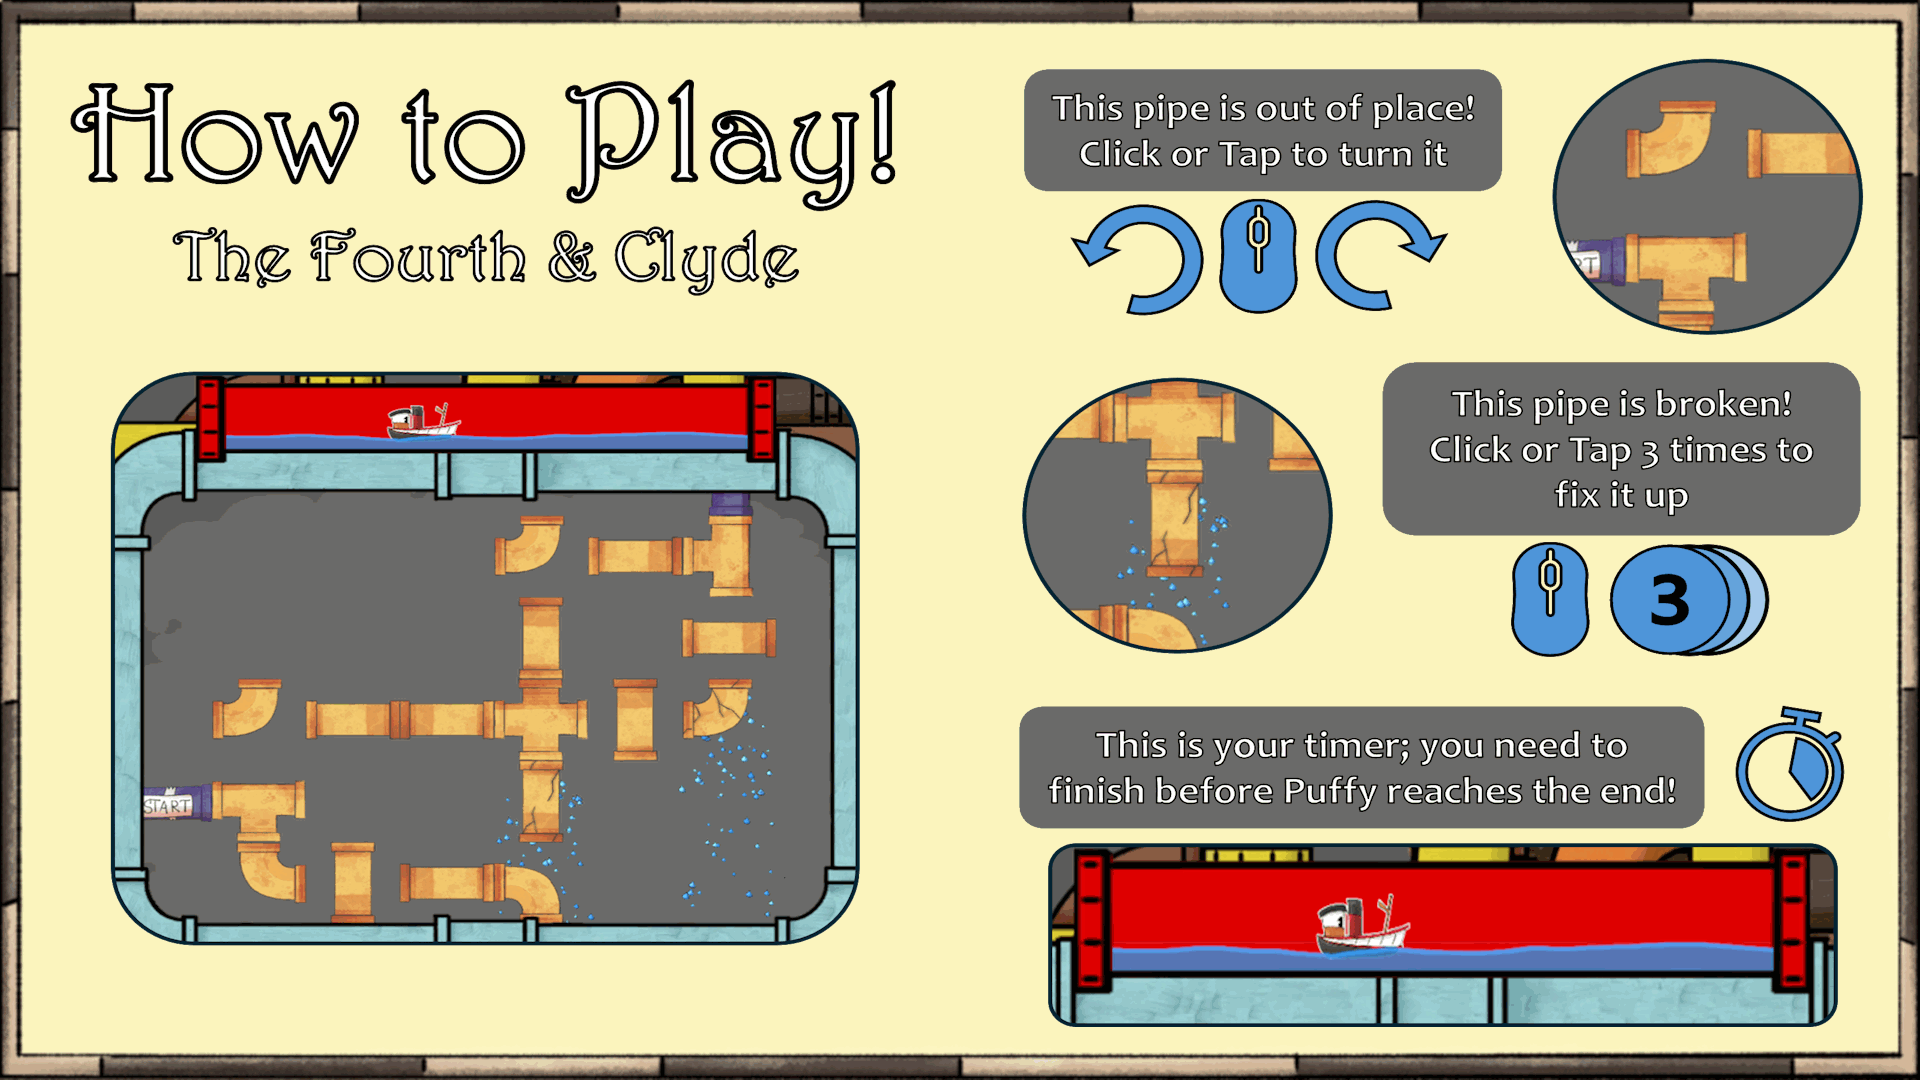 How to Play!
The Fourth & Clyde
This pipe is out of place!
Click or Tap to turn it
RT
This pipe is broken!
Click or Tap 3 times to
fix it up
3
START
This is your timer; you need to
finish before Puffy reaches the end!